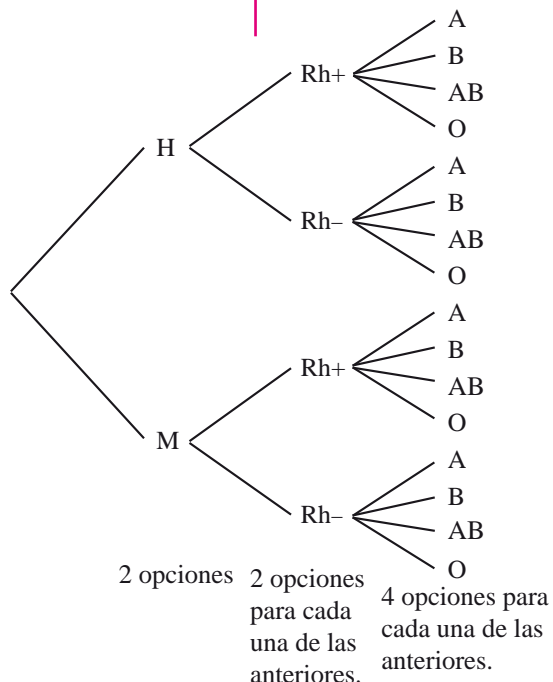 A
B
Rh+
AB
O
H
A
B
Rh–
AB
O
A
B
Rh+
AB
O
M
A
B
Rh–
AB
O
2 opciones
2 opciones
para cada
una de las
anteriores.
4 opciones para
cada una de las
anteriores.